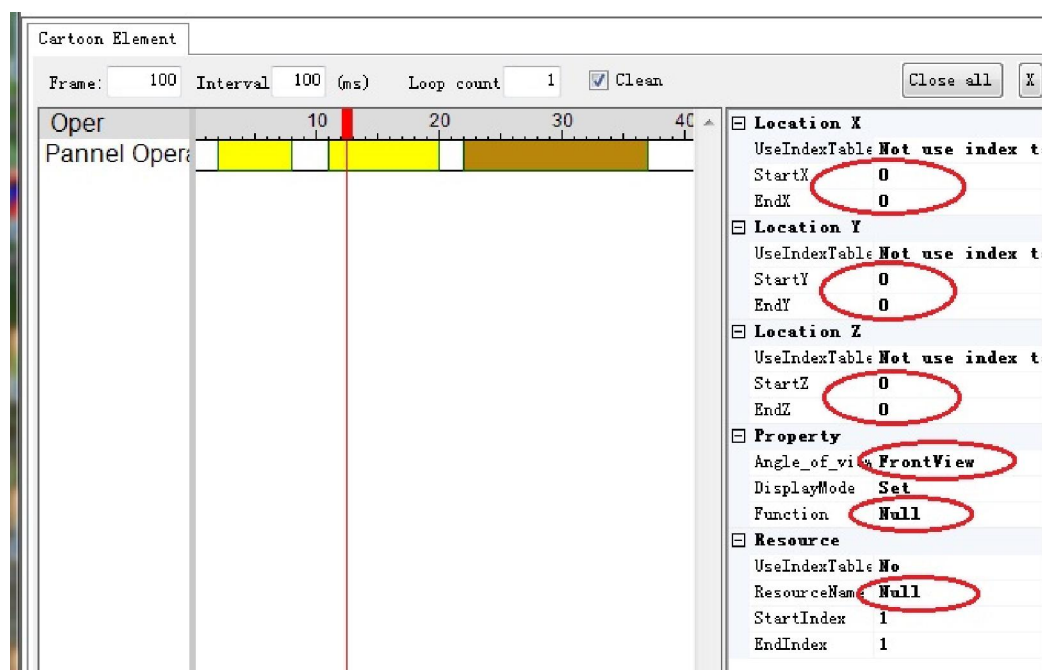 Cartoon Element
Frame: 100 Interval 100 (ms) Loop count 1 Clean Close all X
Oper 10 20 30 40
Pannel Opera
Location X
UseIndexTable Not use index t
StartX 0
EndX 0
Location Y
UseIndexTable Not use index t
StartY 0
EndY 0
Location Z
UseIndexTable Not use index t
StartZ 0
EndZ 0
Property
Angle_of_view FrontView
DisplayMode Set
Function Null
Resource
UseIndexTable No
ResourceName Null
StartIndex 1
EndIndex 1